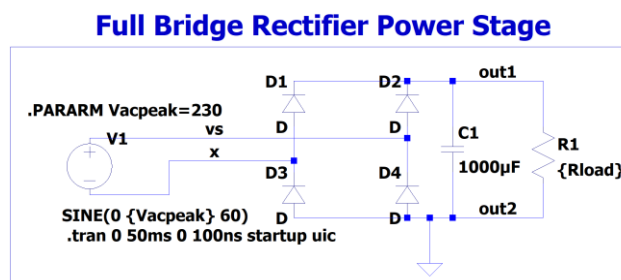 Full Bridge Rectifier Power Stage
D1
D2
out1
.PARARM Vacpeak=230
V1
vs
D
D
C1
R1
x
D3
D4
1000µF
{Rload}
SINE(0 {Vacpeak} 60)
D
D
out2
.tran 0 50ms 0 100ns startup uic